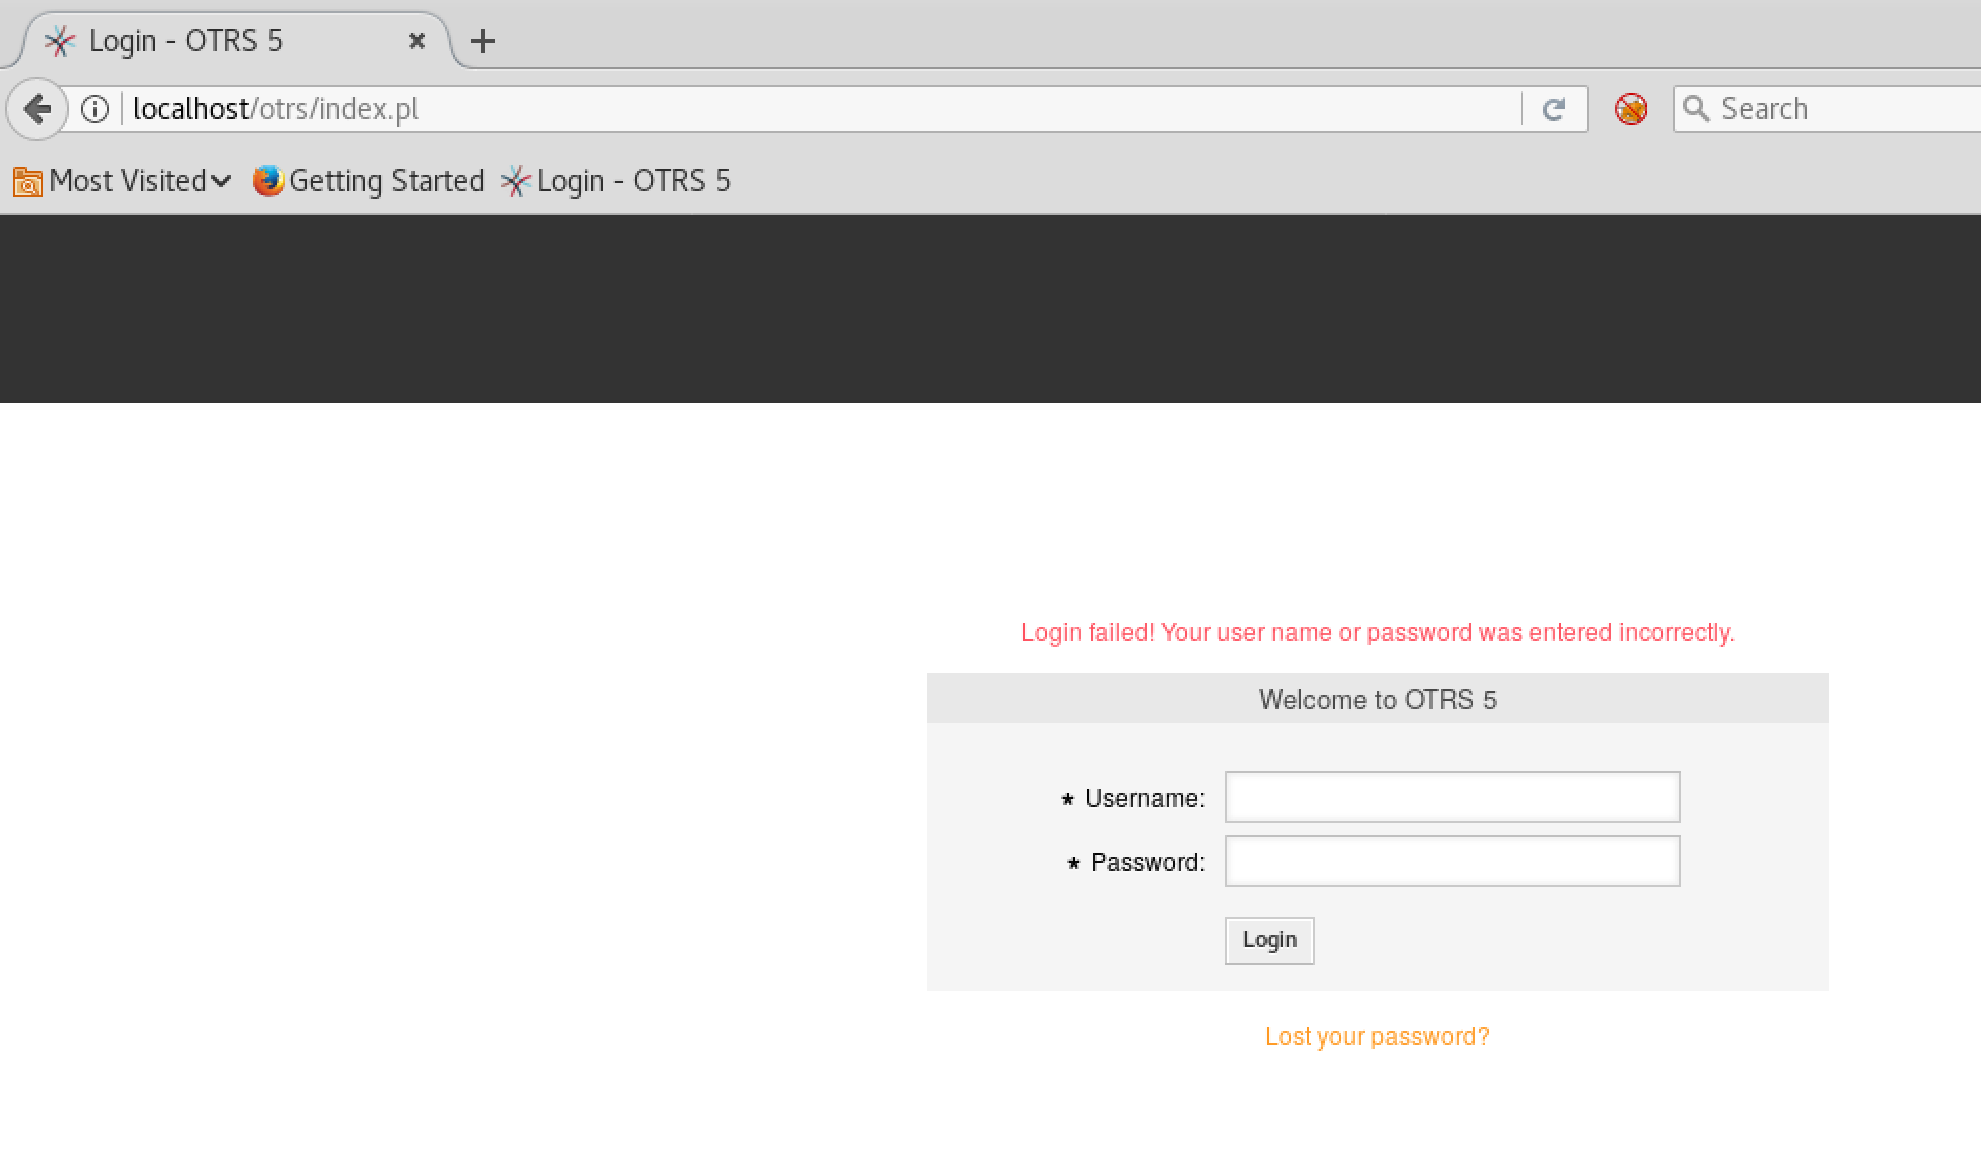 Login - OTRS 5
localhost/otrs/index.pl
Search
Most Visited Getting Started Login - OTRS 5
Login failed! Your user name or password was entered incorrectly.
Welcome to OTRS 5
* Username:
* Password:
Login
Lost your password?